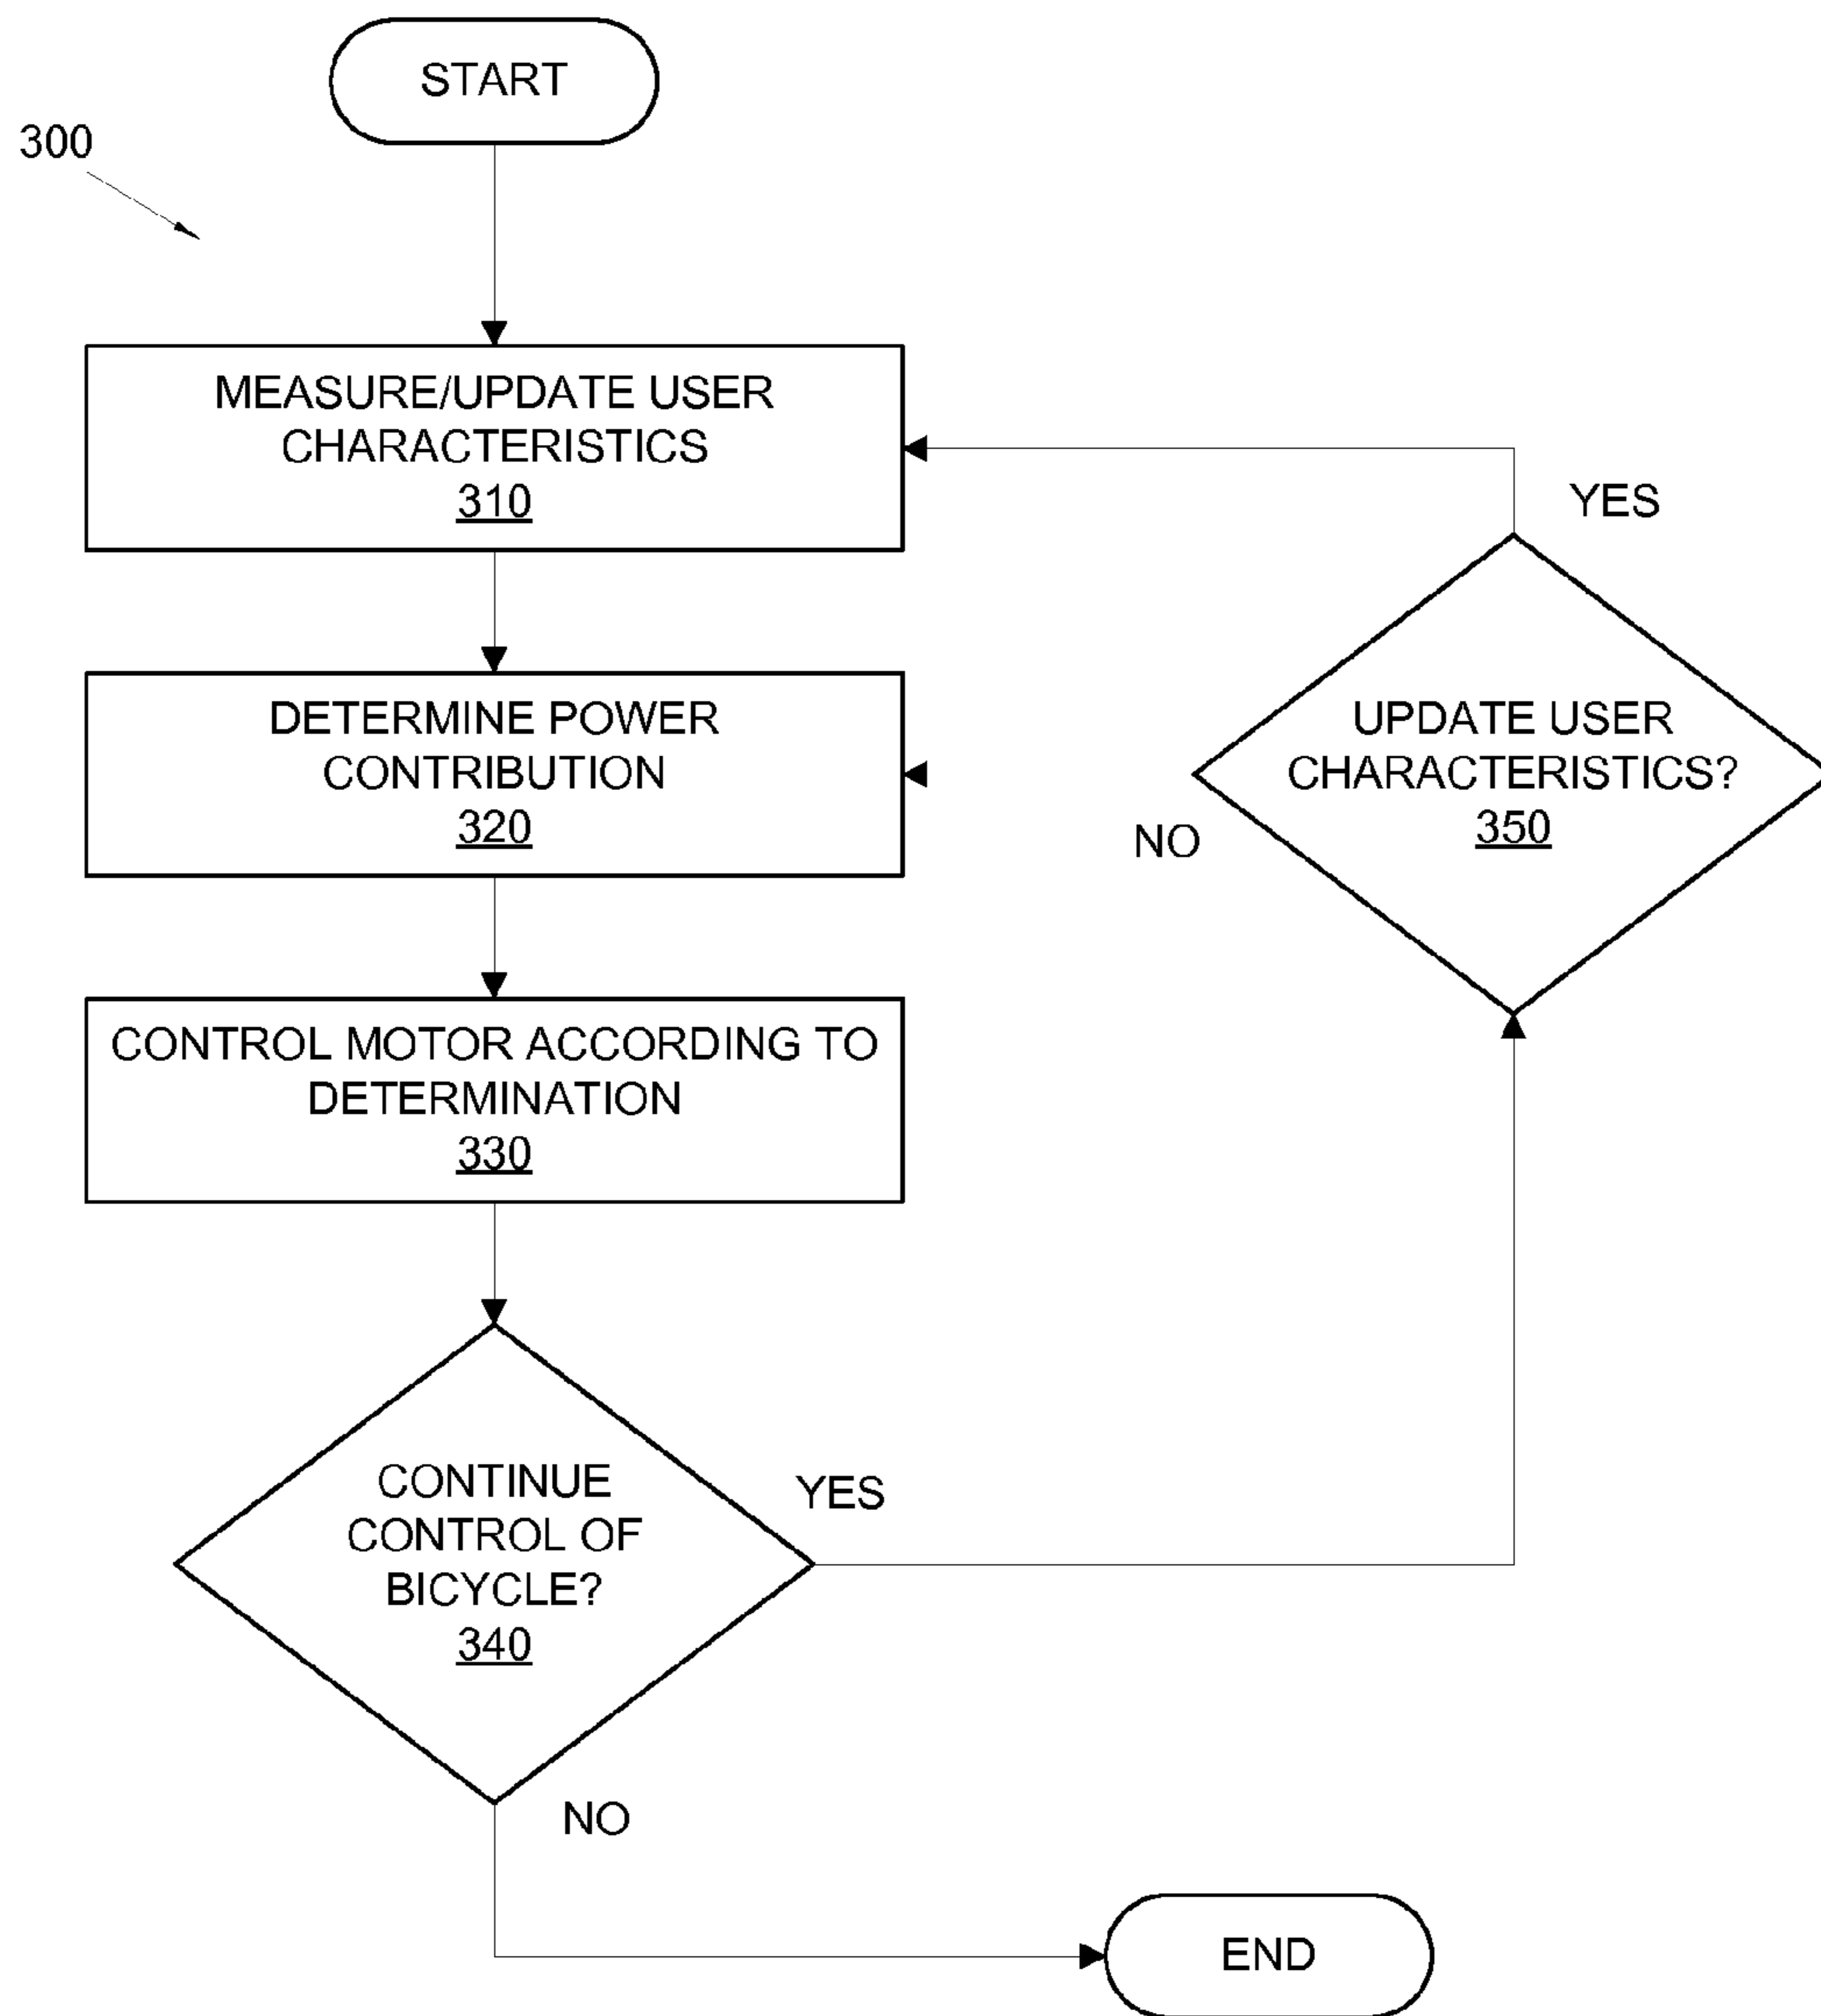 START
300
MEASURE/UPDATE USER
CHARACTERISTICS
310
YES
DETERMINE POWER
CONTRIBUTION
320
UPDATE USER
CHARACTERISTICS?
350
NO
CONTROL MOTOR ACCORDING TO
DETERMINATION
330
CONTINUE
CONTROL OF
BICYCLE?
340
YES
NO
END